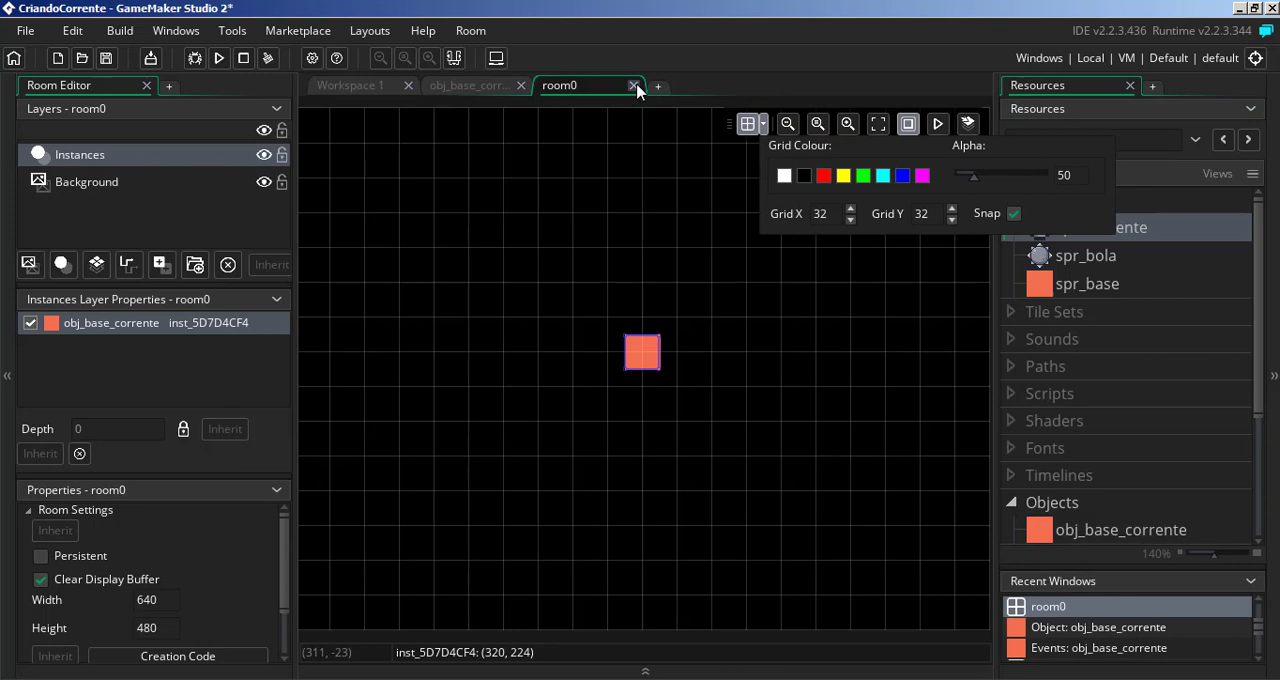 CriandoCorrente - GameMaker Studio 2*
File Edit Build Windows Tools Marketplace Layouts Help Room
IDE v2.2.3.436 Runtime v2.2.3.344
Windows | Local | VM | Default | default
Room Editor
Workspace 1
obj_base_corr...
room0
Resources
Layers - room0
Resources
Instances
Background
Grid Colour:
Alpha:
50
Grid X 32
Grid Y 32
Snap
Views
spr_bola
spr_base
Tile Sets
Sounds
Paths
Scripts
Shaders
Fonts
Timelines
Objects
obj_base_corrente
140%
Inherit
Instances Layer Properties - room0
obj_base_corrente inst_5D7D4CF4
Depth 0
Inherit
Inherit
Properties - room0
Room Settings
Inherit
Persistent
Clear Display Buffer
Width 640
Height 480
Inherit
Creation Code
(311, -23)
inst_5D7D4CF4: (320, 224)
Recent Windows
room0
Object: obj_base_corrente
Events: obj_base_corrente